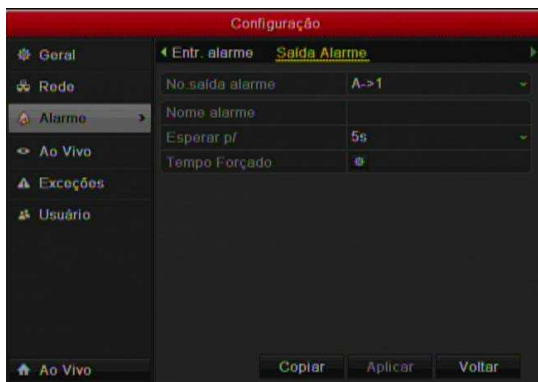 Configuração
Geral
Rede
Alarme
Ao Vivo
Exceções
Usuário
Ao Vivo
Entr. alarme Saída Alarme
No.saída alarme A->1
Nome alarme
Esperar p/ 5s
Tempo Forçado
Copiar Aplicar Voltar